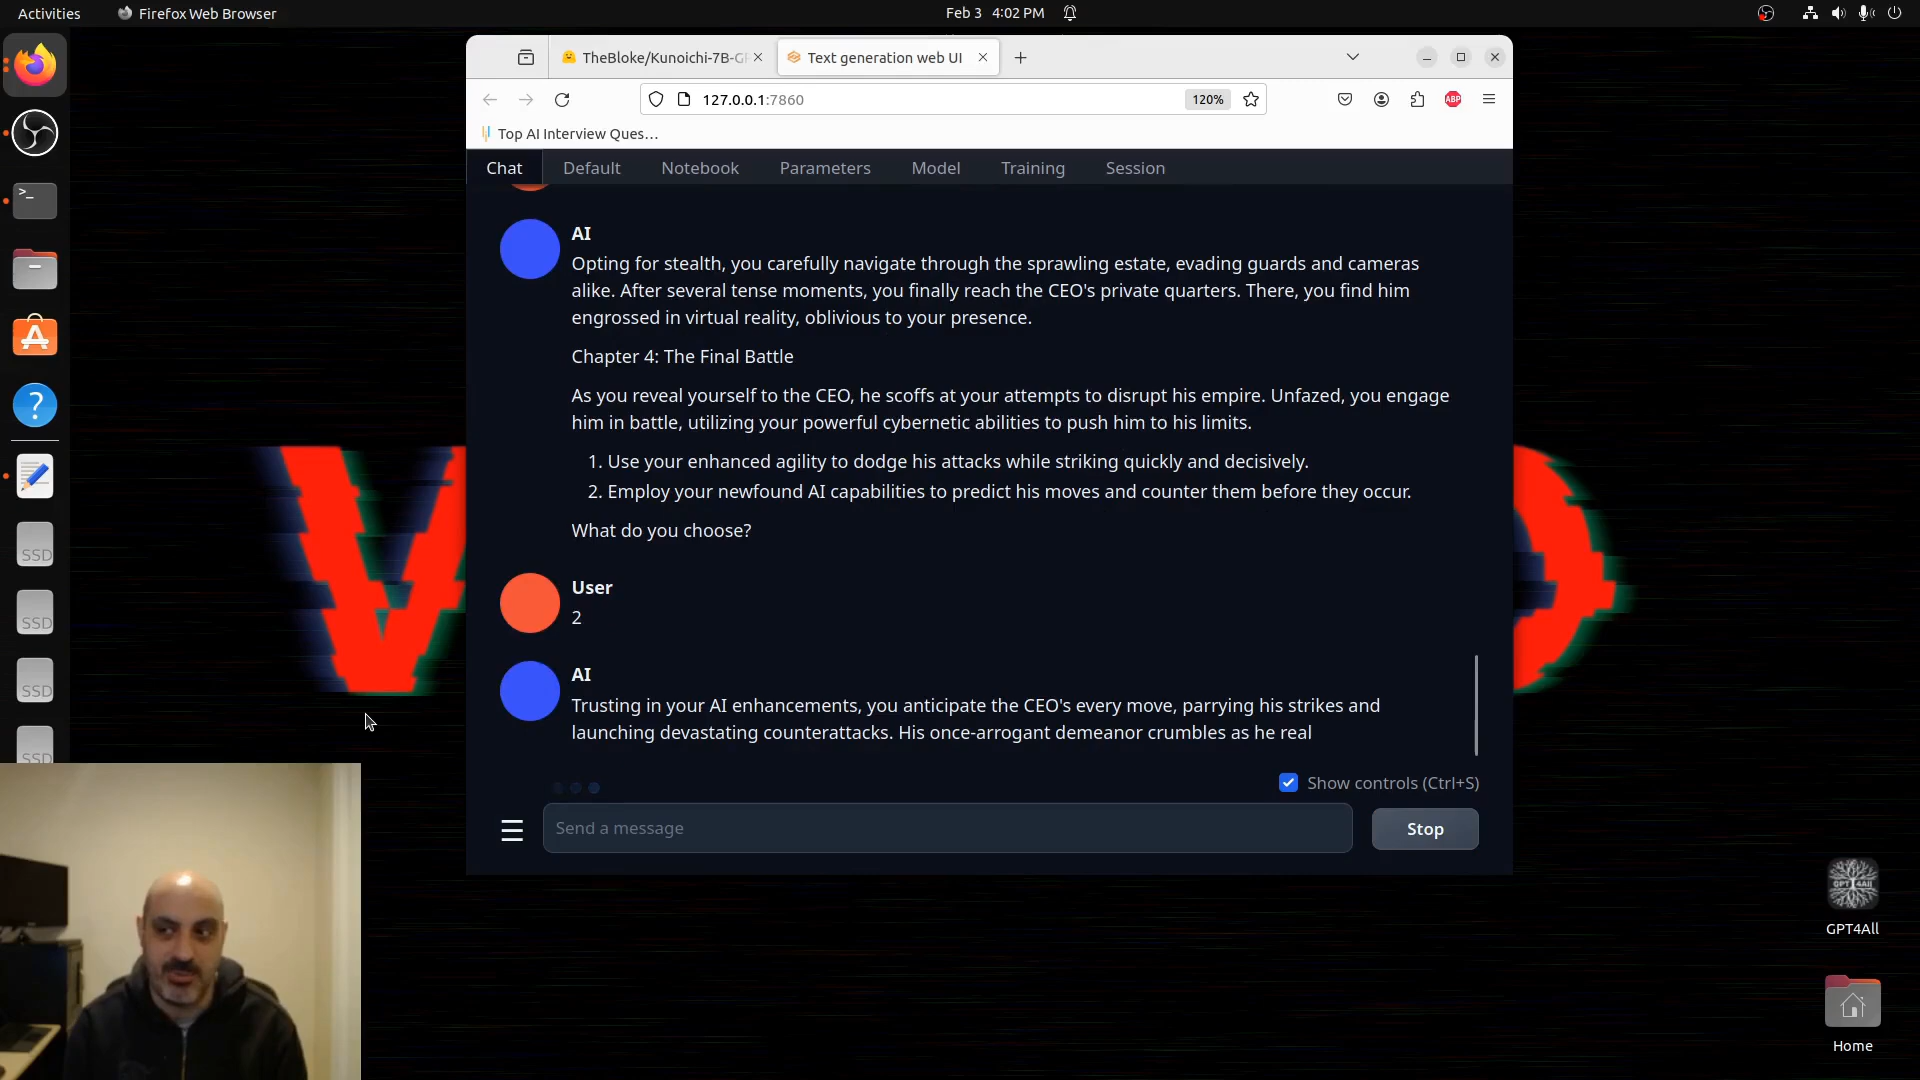 Activities
Firefox Web Browser
Feb 3 4:02 PM
TheBloke/Kunoichi-7B-G
Text generation web UI
127.0.0.1:7860
120%
ABP
Top AI Interview Ques…
Chat
Default
Notebook
Parameters
Model
Training
Session
AI
Opting for stealth, you carefully navigate through the sprawling estate, evading guards and cameras
alike. After several tense moments, you finally reach the CEO's private quarters. There, you find him
engrossed in virtual reality, oblivious to your presence.
Chapter 4: The Final Battle
As you reveal yourself to the CEO, he scoffs at your attempts to disrupt his empire. Unfazed, you engage
him in battle, utilizing your powerful cybernetic abilities to push him to his limits.
1. Use your enhanced agility to dodge his attacks while striking quickly and decisively.
2. Employ your newfound AI capabilities to predict his moves and counter them before they occur.
What do you choose?
User
2
AI
Trusting in your AI enhancements, you anticipate the CEO's every move, parrying his strikes and
launching devastating counterattacks. His once-arrogant demeanor crumbles as he real
Show controls (Ctrl+S)
Send a message
Stop
SSD
SSD
SSD
SSD
GPT4All
GPT4All
Home